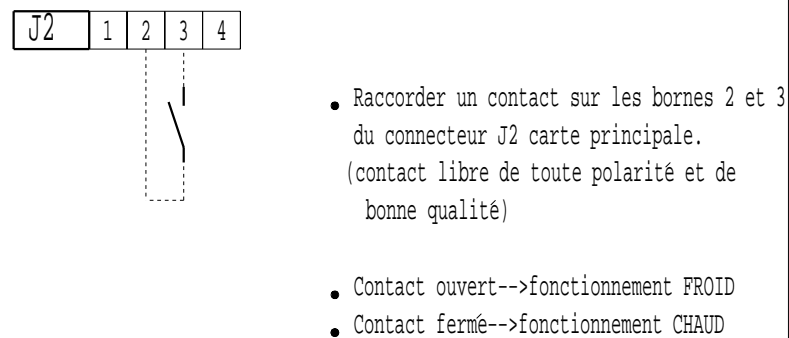 J2 1 2 3 4
• Raccorder un contact sur les bornes 2 et 3
du connecteur J2 carte principale.
(contact libre de toute polarité et de
bonne qualité)
• Contact ouvert-->fonctionnement FROID
• Contact fermé-->fonctionnement CHAUD